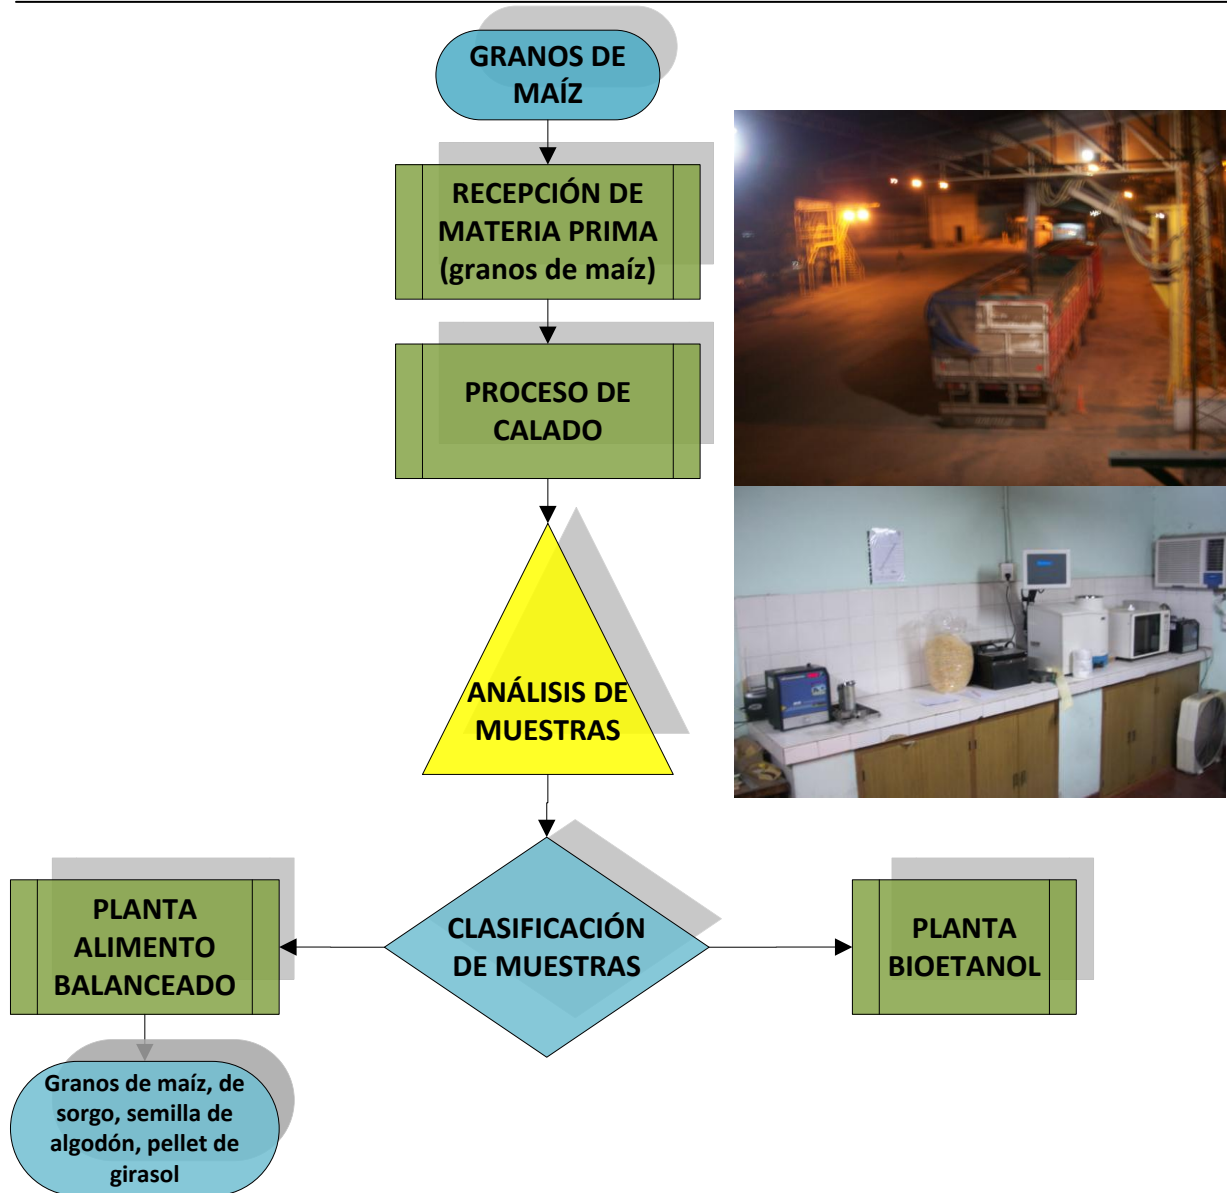 GRANOS DE
MAÍZ
RECEPCIÓN DE
MATERIA PRIMA
(granos de maíz)
PROCESO DE
CALADO
ANÁLISIS DE
MUESTRAS
CLASIFICACIÓN
DE MUESTRAS
PLANTA
ALIMENTO
BALANCEADO
PLANTA
BIOETANOL
Granos de maíz, de
sorgo, semilla de
algodón, pellet de
girasol